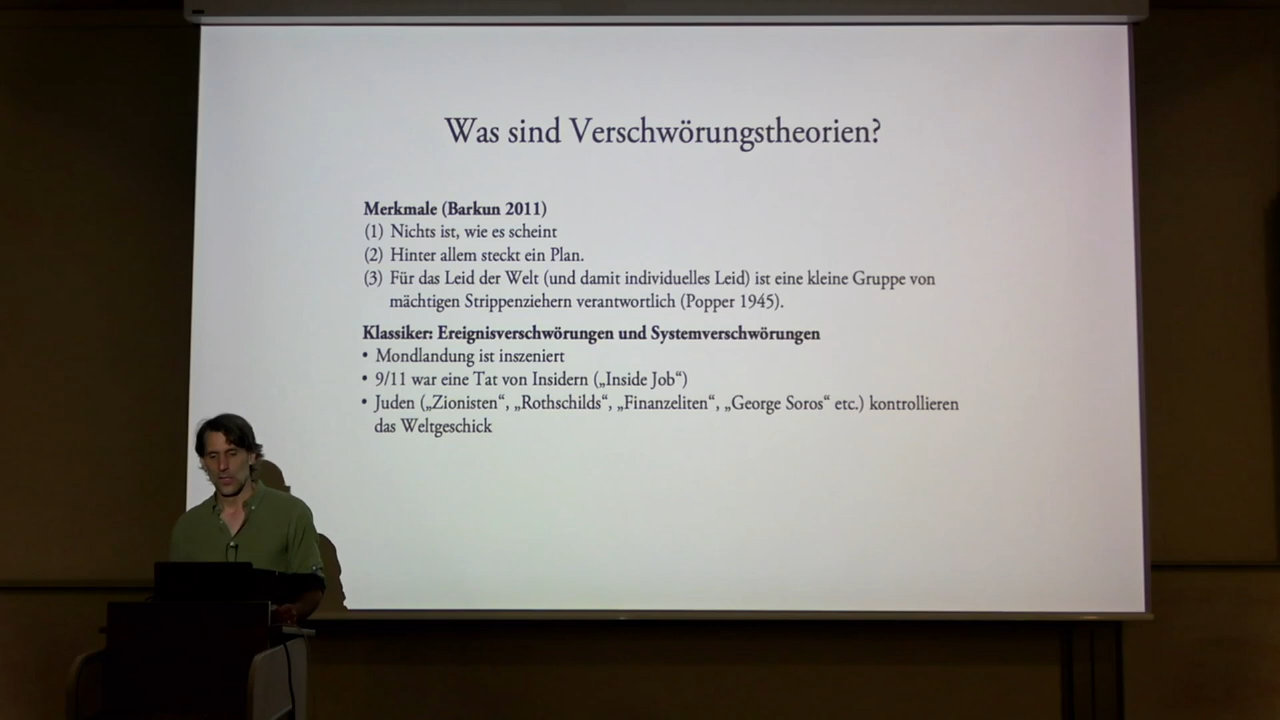 Was sind Verschwörungstheorien?
Merkmale (Barkun 2011)
(1) Nichts ist, wie es scheint
(2) Hinter allem steckt ein Plan.
(3) Für das Leid der Welt (und damit individuelles Leid) ist eine kleine Gruppe von
mächtigen Strippenziehern verantwortlich (Popper 1945).
Klassiker: Ereignisverschwörungen und Systemverschwörungen
• Mondlandung ist inszeniert
• 9/11 war eine Tat von Insidern („Inside Job“)
• Juden („Zionisten“, „Rothschilds“, „Finanzeliten“, „George Soros“ etc.) kontrollieren
das Weltgeschick